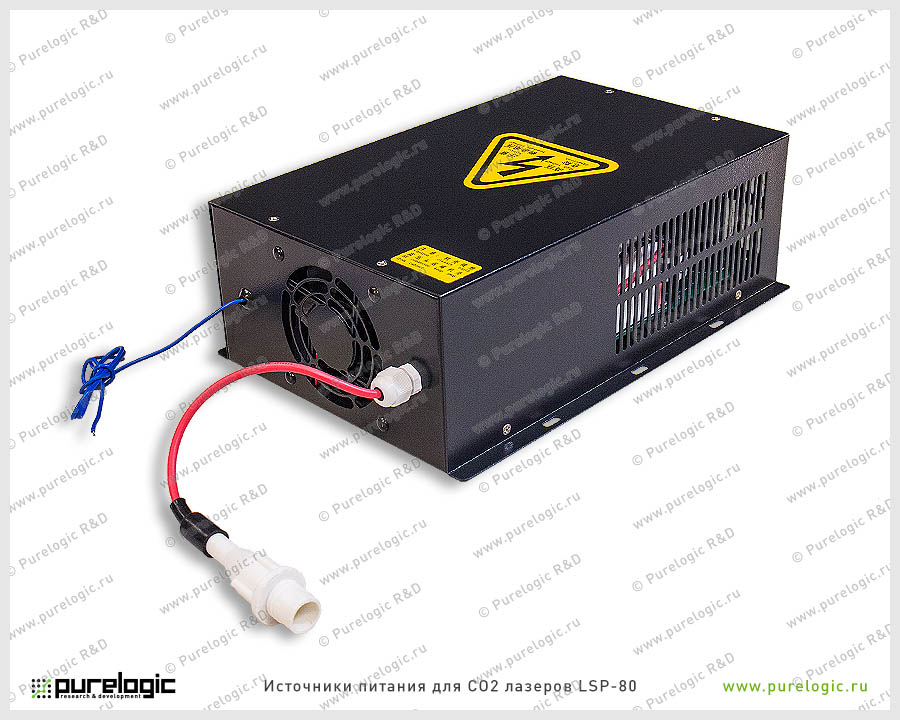 purelogic
research & development
Источники питания для CO2 лазеров LSP-80
www.purelogic.ru
© Purelogic R&D
www.purelogic.ru